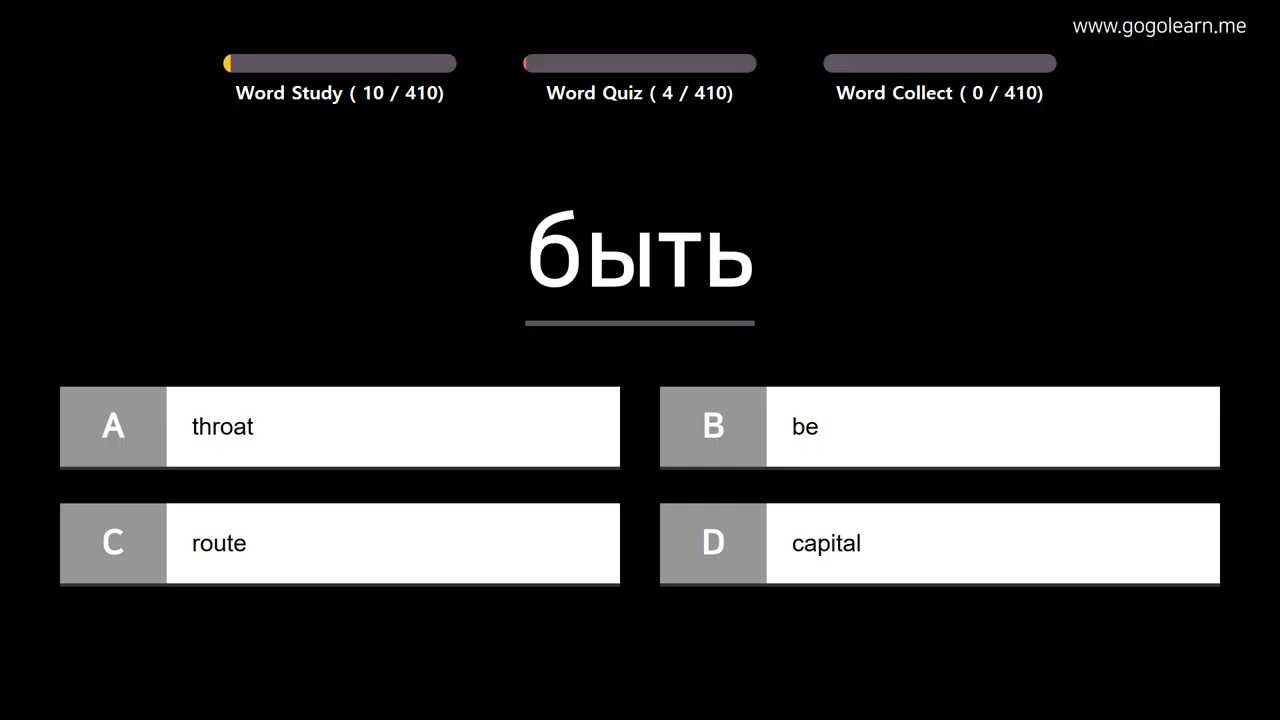 www.gogolearn.me
Word Study ( 10 / 410)
Word Quiz ( 4 / 410)
Word Collect ( 0 / 410)
быть
A throat
B be
C route
D capital